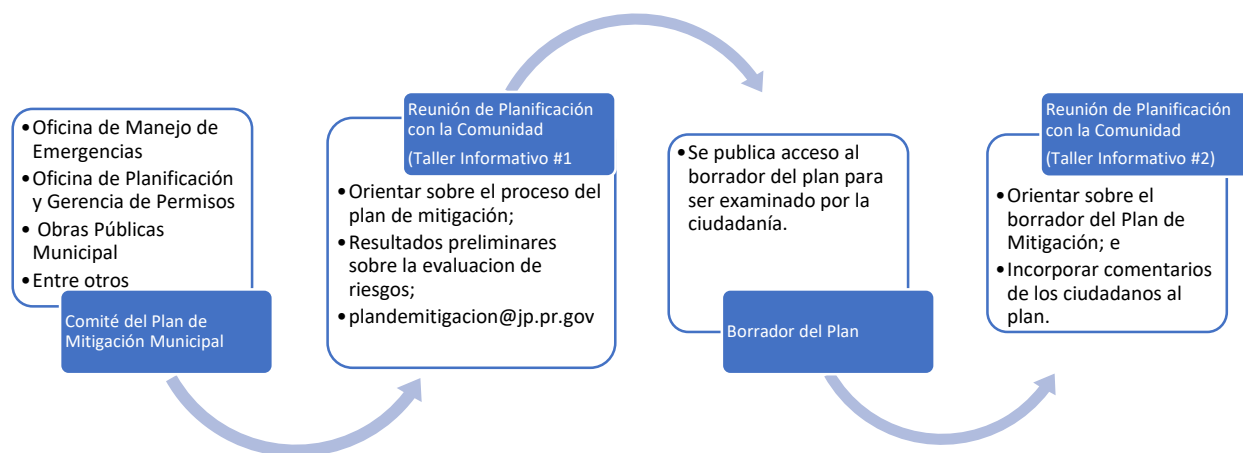 •Oficina de Manejo de
Emergencias
•Oficina de Planificación
y Gerencia de Permisos
• Obras Públicas
Municipal
•Entre otros
Comité del Plan de
Mitigación Municipal
Reunión de Planificación
con la Comunidad
(Taller Informativo #1
•Orientar sobre el proceso del
plan de mitigación;
•Resultados preliminares
sobre la evaluacion de
riesgos;
•plandemitigacion@jp.pr.gov
•Se publica acceso al
borrador del plan para
ser examinado por la
ciudadanía.
Borrador del Plan
Reunión de Planificación
con la Comunidad
(Taller Informativo #2)
•Orientar sobre el
borrador del Plan de
Mitigación; e
•Incorporar comentarios
de los ciudadanos al
plan.